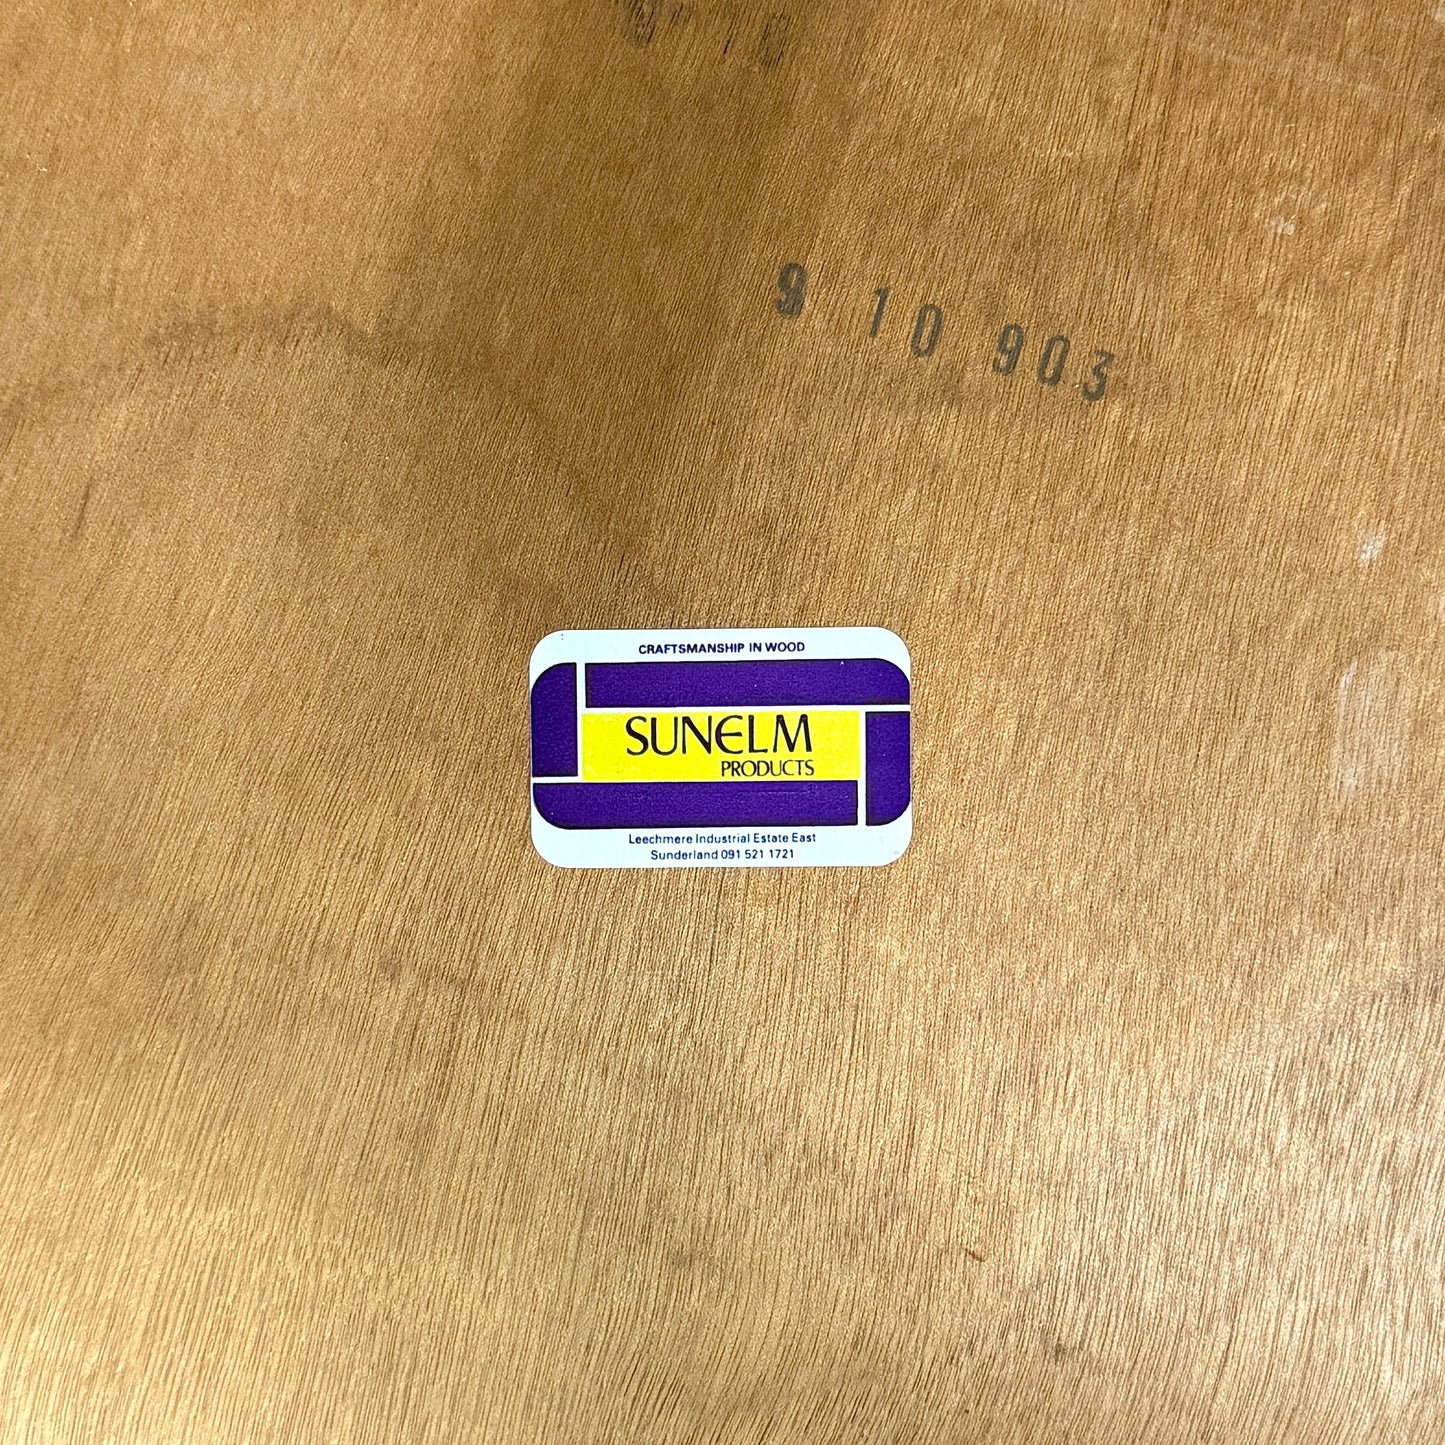 9 10 903
CRAFTSMANSHIP IN WOOD
SUNELM
PRODUCTS
Leechmere Industrial Estate East
Sunderland 091 521 1721